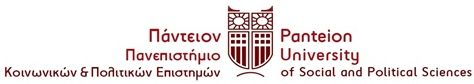 Πάντειον
Πανεπιστήμιο
Κοινωνικών & Πολιτικών Επιστημών
Panteion
University
of Social and Political Sciences